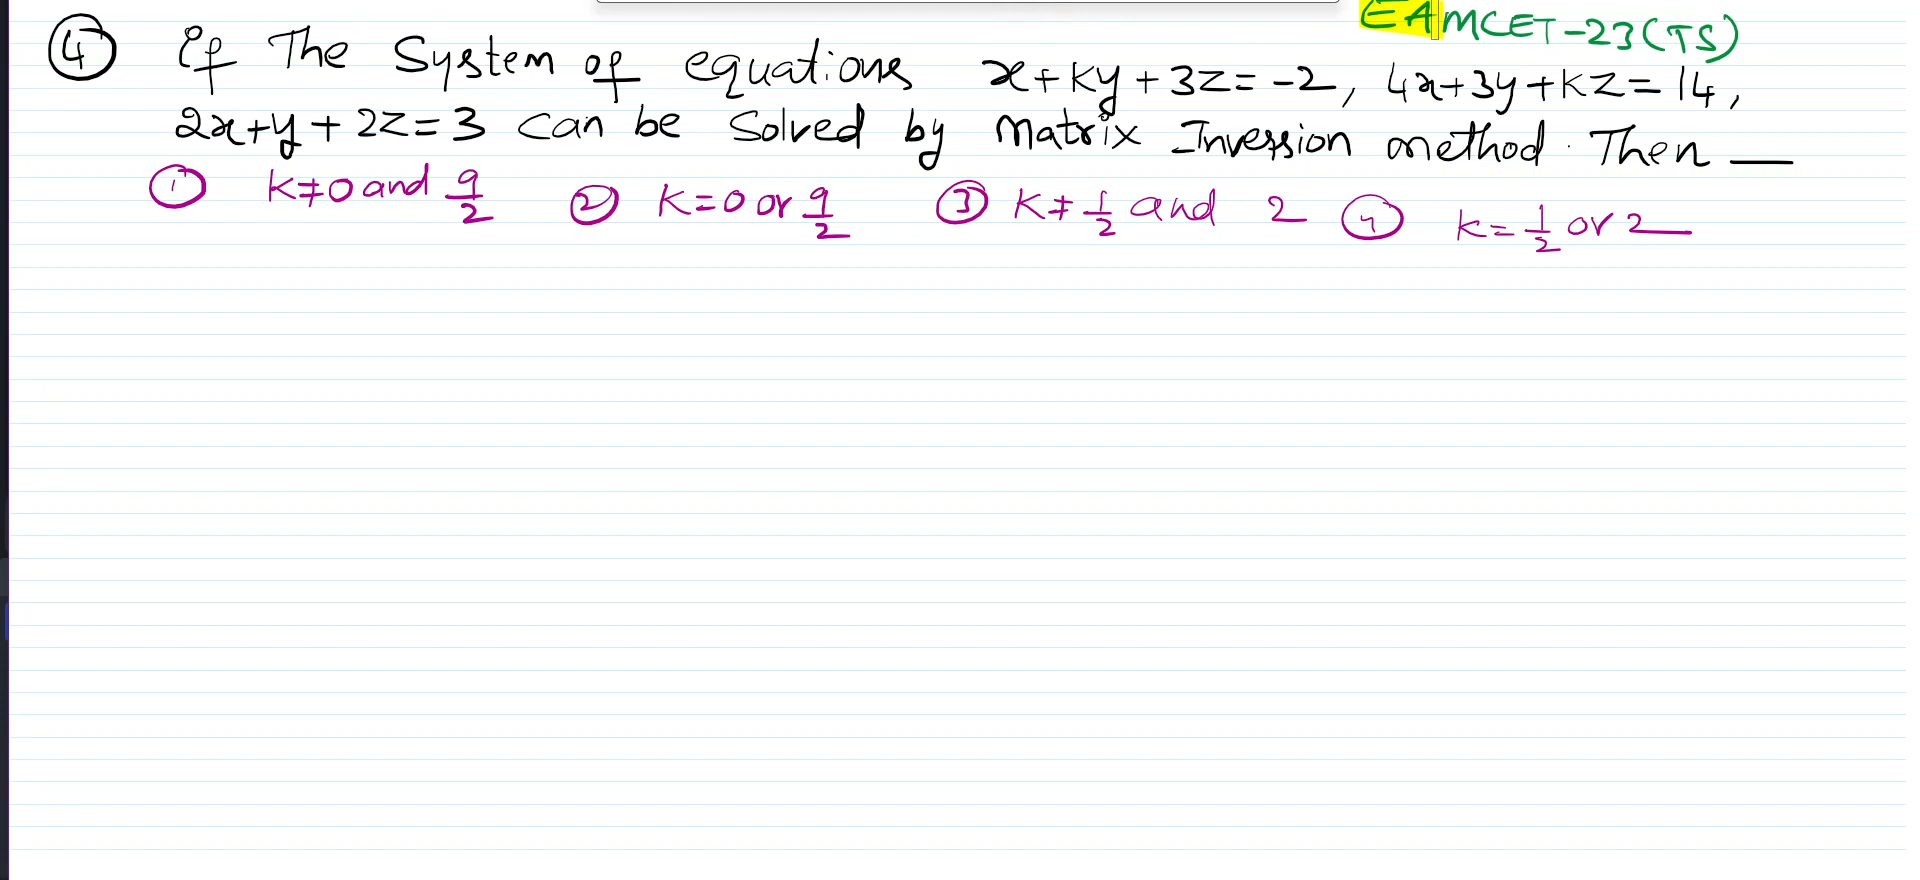 EAMCET-23(TS)
④ If The System of equations x+ky+3z=-2, 4x+3y+kz=14,
2x+y+2z=3 can be Solved by Matrix Inversion method. Then —
① k≠0 and 9/2 ② k=0 or 9/2 ③ k≠1/2 and 2 ④ k=1/2 or 2